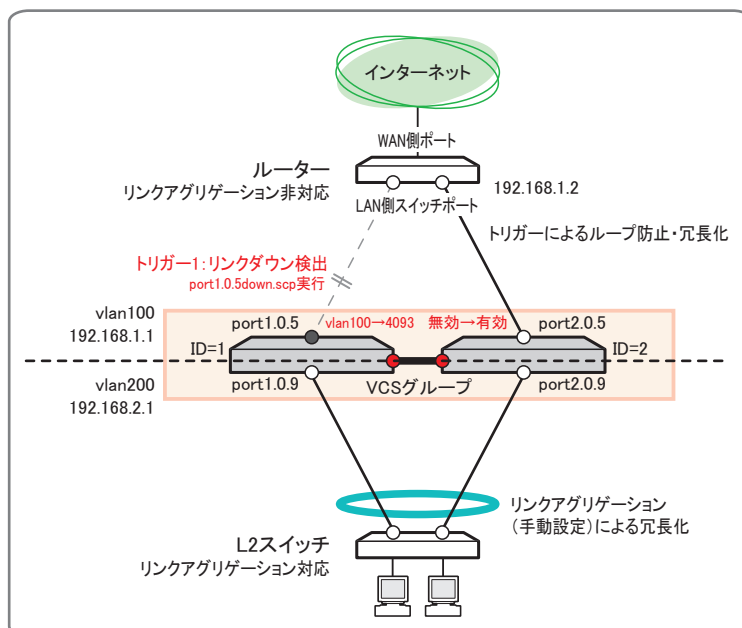 インターネット
WAN側ポート
ルーター
リンクアグリゲーション非対応
192.168.1.2
LAN側スイッチポート
トリガーによるループ防止・冗長化
トリガー1:リンクダウン検出
port1.0.5down.scp実行
vlan100
192.168.1.1
port1.0.5
vlan100→4093 無効→有効
port2.0.5
ID=1
ID=2
vlan200
192.168.2.1
port1.0.9
VCSグループ
port2.0.9
リンクアグリゲーション
(手動設定)による冗長化
L2スイッチ
リンクアグリゲーション対応